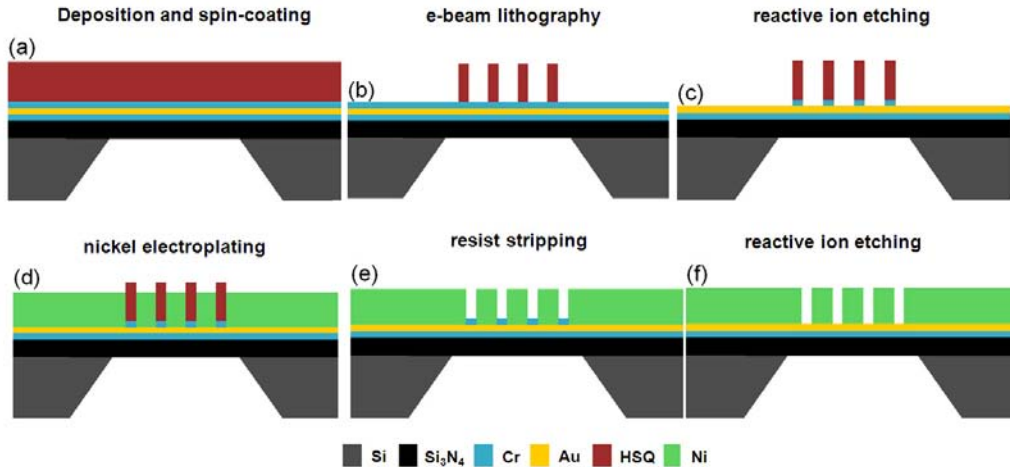 Deposition and spin-coating
e-beam lithography
reactive ion etching
(a)
(b)
(c)
nickel electroplating
resist stripping
reactive ion etching
(d)
(e)
(f)
Si
Si₃N₄
Cr
Au
HSQ
Ni